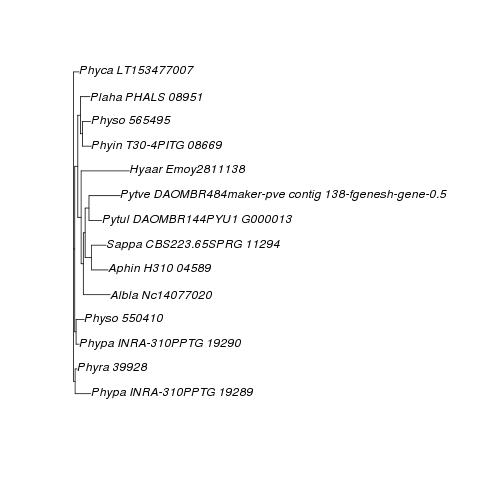 Phyca LT153477007
Plaha PHALS 08951
Physo 565495
Phyin T30-4PITG 08669
Hyaar Emoy2811138
Pytve DAOMBR484maker-pve contig 138-fgenesh-gene-0.5
Pytul DAOMBR144PYU1 G000013
Sappa CBS223.65SPRG 11294
Aphin H310 04589
Albla Nc14077020
Physo 550410
Phypa INRA-310PPTG 19290
Phyra 39928
Phypa INRA-310PPTG 19289